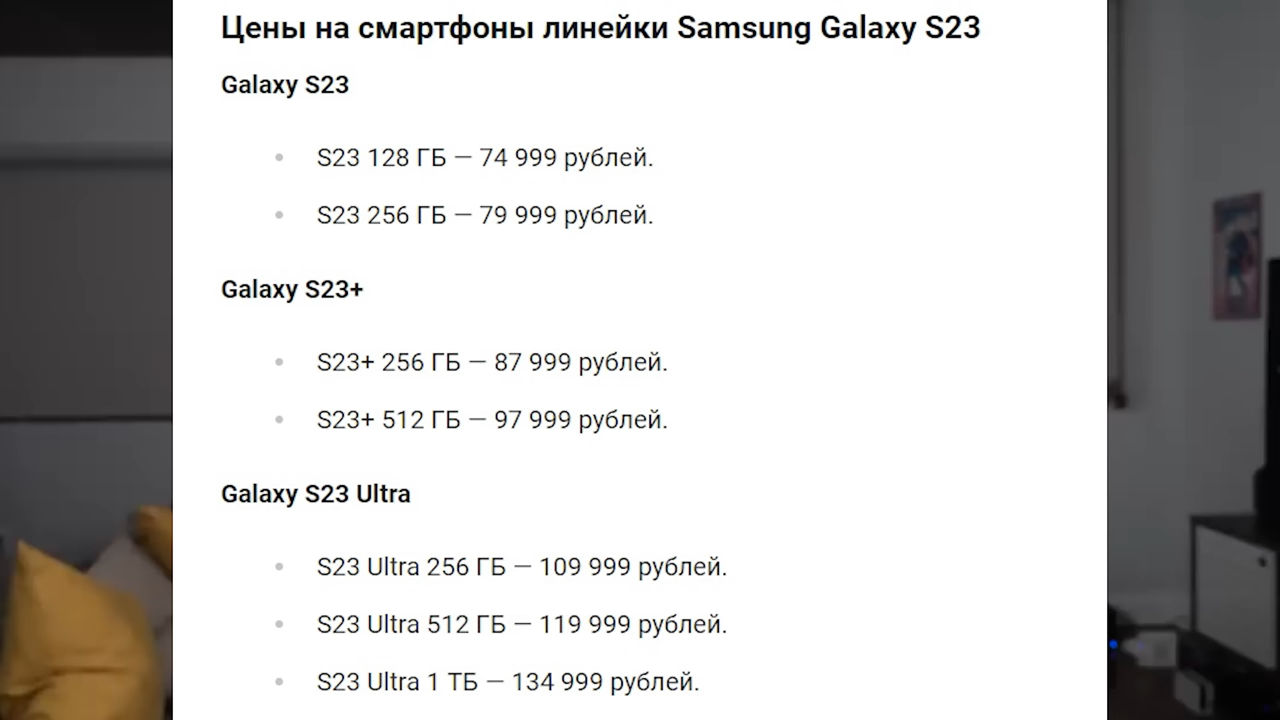 Цены на смартфоны линейки Samsung Galaxy S23
Galaxy S23
S23 128 ГБ — 74 999 рублей.
S23 256 ГБ — 79 999 рублей.
Galaxy S23+
S23+ 256 ГБ — 87 999 рублей.
S23+ 512 ГБ — 97 999 рублей.
Galaxy S23 Ultra
S23 Ultra 256 ГБ — 109 999 рублей.
S23 Ultra 512 ГБ — 119 999 рублей.
S23 Ultra 1 ТБ — 134 999 рублей.